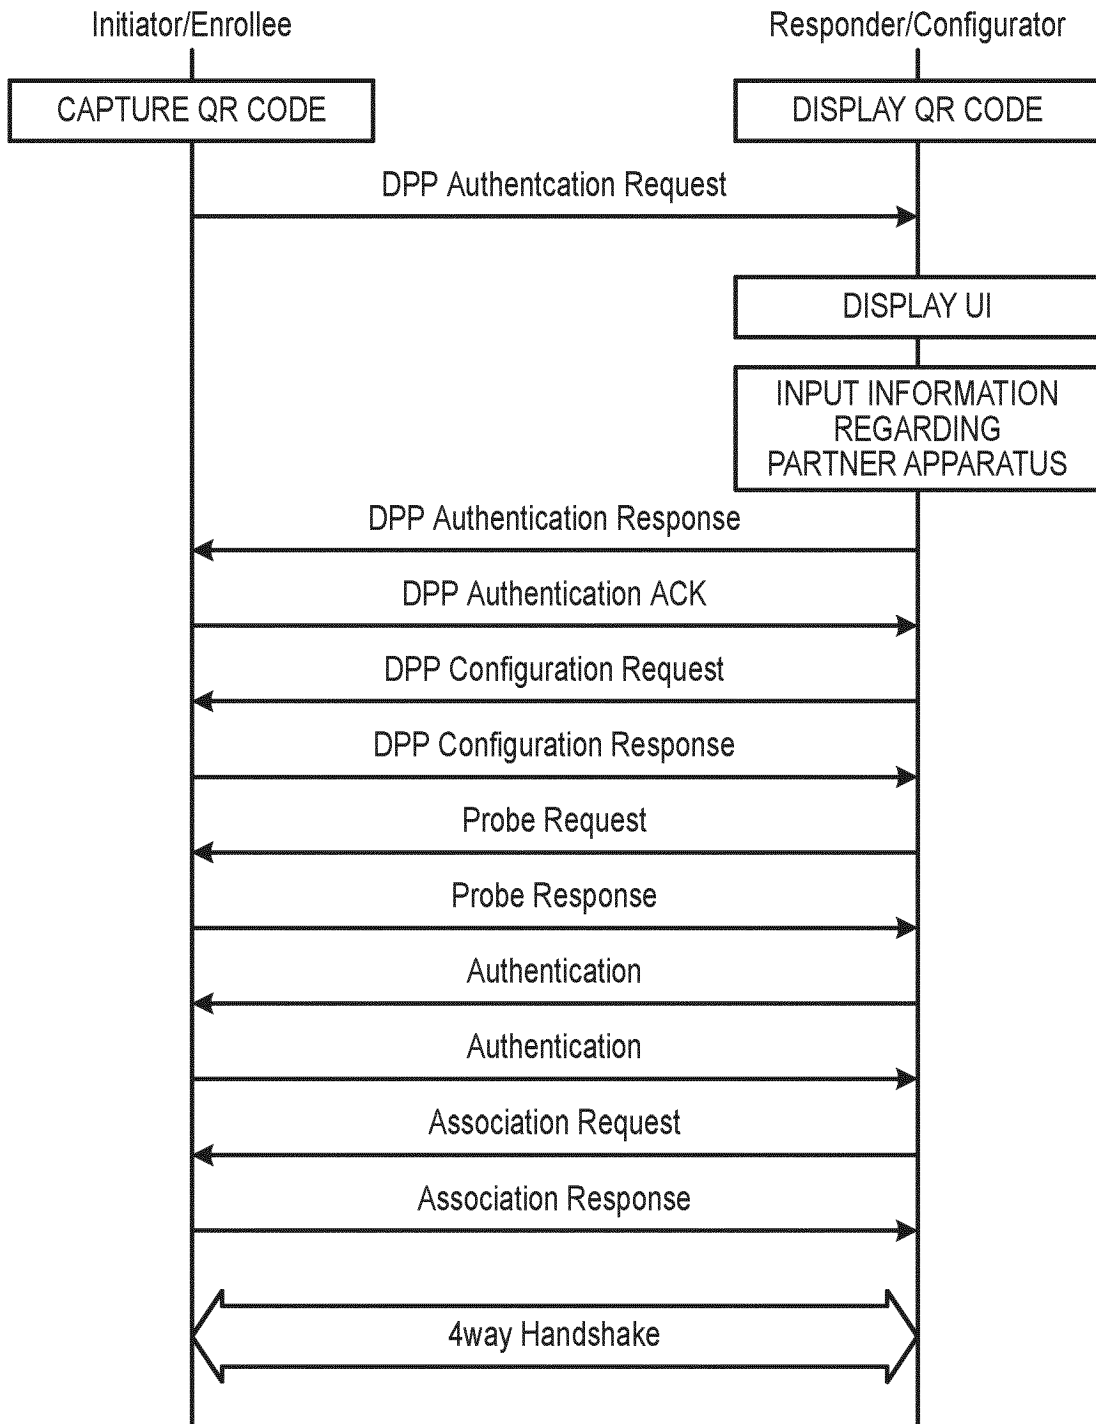 Initiator/Enrollee
Responder/Configurator
CAPTURE QR CODE
DISPLAY QR CODE
DPP Authentcation Request
DISPLAY UI
INPUT INFORMATION
REGARDING
PARTNER APPARATUS
DPP Authentication Response
DPP Authentication ACK
DPP Configuration Request
DPP Configuration Response
Probe Request
Probe Response
Authentication
Authentication
Association Request
Association Response
4way Handshake